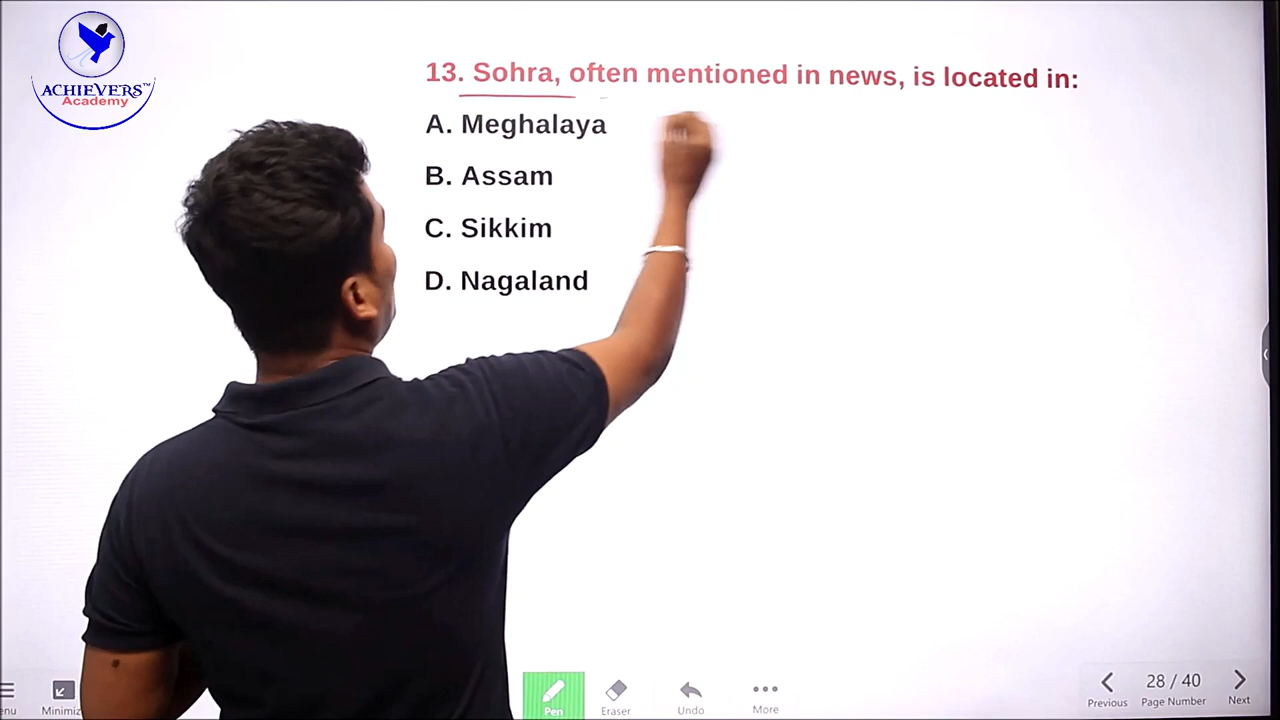 ACHIEVERS™
Academy
13. Sohra, often mentioned in news, is located in:
A. Meghalaya
B. Assam
C. Sikkim
D. Nagaland
Pen
Eraser
Undo
More
Previous
28 / 40
Page Number
Next